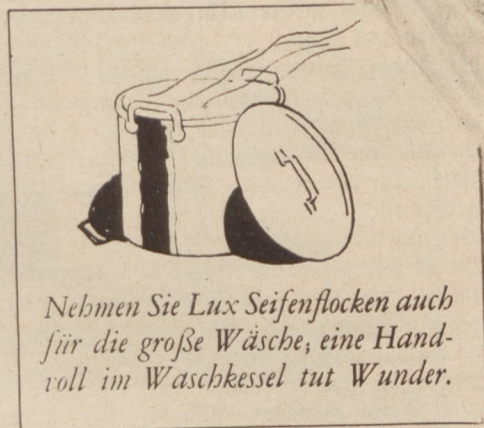 Nehmen Sie Lux Seifenflocken auch
für die große Wäsche; eine Hand-
voll im Waschkessel tut Wunder.